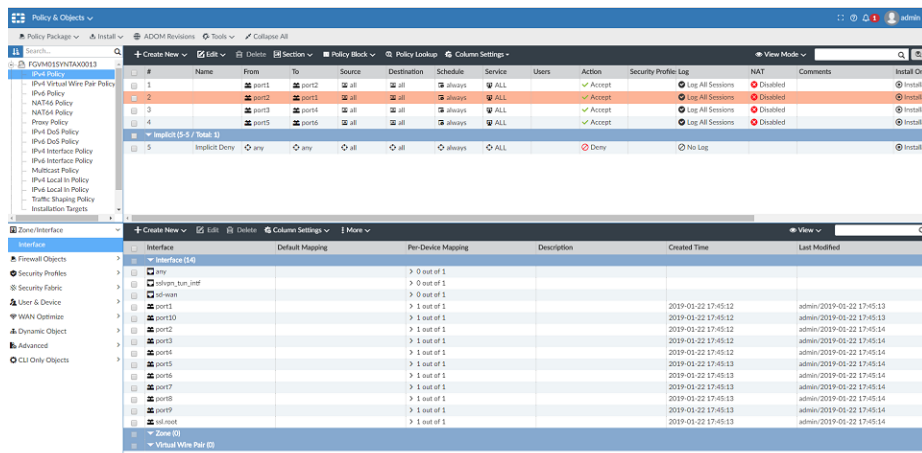 Policy & Objects 1 admin
Policy Package Install ADOM Revisions Tools Collapse All
Search... Create New Edit Delete Section Policy Block Policy Lookup Column Settings View Mode
FGVM01SYNTAX0013
IPv4 Policy
IPv4 Virtual Wire Pair Policy
IPv6 Policy
NAT46 Policy
NAT64 Policy
Proxy Policy
IPv4 DoS Policy
IPv6 DoS Policy
IPv4 Interface Policy
IPv6 Interface Policy
Multicast Policy
IPv4 Local In Policy
IPv6 Local In Policy
Traffic Shaping Policy
Installation Targets
# Name From To Source Destination Schedule Service Users Action Security Profile Log NAT Comments Install On
1 port1 port2 all all always ALL Accept Log All Sessions Disabled Install
2 port2 port1 all all always ALL Accept Log All Sessions Disabled Install
3 port3 port4 all all always ALL Accept Log All Sessions Disabled Install
4 port5 port6 all all always ALL Accept Log All Sessions Disabled Install
Implicit (5-5 / Total: 1)
5 Implicit Deny any any all all always ALL Deny No Log Install
Zone/Interface
Interface
Firewall Objects
Security Profiles
Security Fabric
User & Device
WAN Optimize
Dynamic Object
Advanced
CLI Only Objects
Create New Edit Delete Column Settings More View
Interface Default Mapping Per-Device Mapping Description Created Time Last Modified
Interface (14)
any > 0 out of 1
sslvpn_tun_intf > 0 out of 1
sd-wan > 0 out of 1
port1 > 1 out of 1 2019-01-22 17:45:12 admin/2019-01-22 17:45:13
port10 > 1 out of 1 2019-01-22 17:45:12 admin/2019-01-22 17:45:13
port2 > 1 out of 1 2019-01-22 17:45:12 admin/2019-01-22 17:45:14
port3 > 1 out of 1 2019-01-22 17:45:12 admin/2019-01-22 17:45:14
port4 > 1 out of 1 2019-01-22 17:45:12 admin/2019-01-22 17:45:14
port5 > 1 out of 1 2019-01-22 17:45:13 admin/2019-01-22 17:45:14
port6 > 1 out of 1 2019-01-22 17:45:13 admin/2019-01-22 17:45:14
port7 > 1 out of 1 2019-01-22 17:45:13 admin/2019-01-22 17:45:14
port8 > 1 out of 1 2019-01-22 17:45:13 admin/2019-01-22 17:45:14
port9 > 1 out of 1 2019-01-22 17:45:13 admin/2019-01-22 17:45:14
ssl.root > 1 out of 1 2019-01-22 17:45:13 admin/2019-01-22 17:45:14
Zone (0)
Virtual Wire Pair (0)